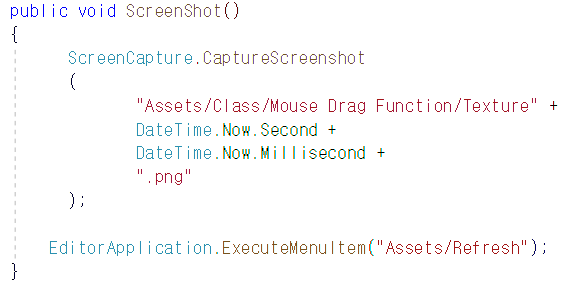 public void ScreenShot()
{
ScreenCapture.CaptureScreenshot
(
"Assets/Class/Mouse Drag Function/Texture" +
DateTime.Now.Second +
DateTime.Now.Millisecond +
".png"
);
EditorApplication.ExecuteMenuItem("Assets/Refresh");
}